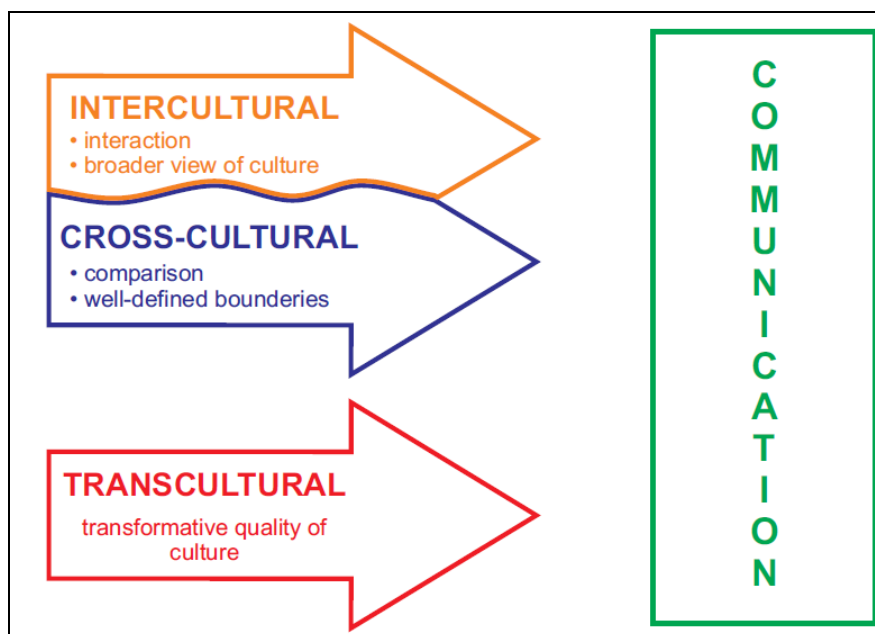 INTERCULTURAL
• interaction
• broader view of culture
CROSS-CULTURAL
• comparison
• well-defined bounderies
TRANSCULTURAL
transformative quality of
culture
C
O
M
M
U
N
I
C
A
T
I
O
N